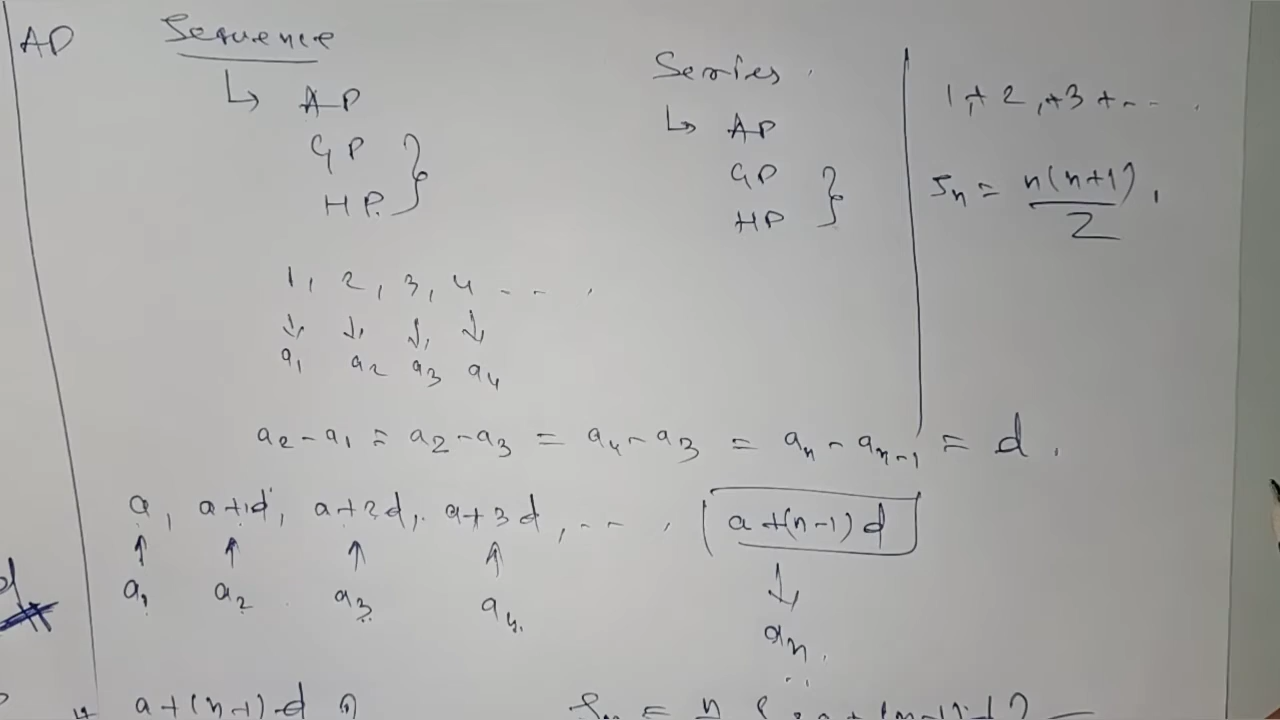 AP
Sequence
↳ AP
GP
HP.
Series.
↳ AP
GP
HP
1, + 2, + 3 + - - .
Sn = n(n+1)/2.
1, 2, 3, 4 - - .
↓, ↓, ↓, ↓
a1 a2 a3 a4
a2 - a1 = a2 - a3 = a4 - a3 = an - an-1 = d.
a, a+1d, a+2d, a+3d, - - . a+(n-1)d
↑ ↑ ↑ ↑ ↓
a1 a2 a3 a4. an.
a+(n-1)d
Sn = n